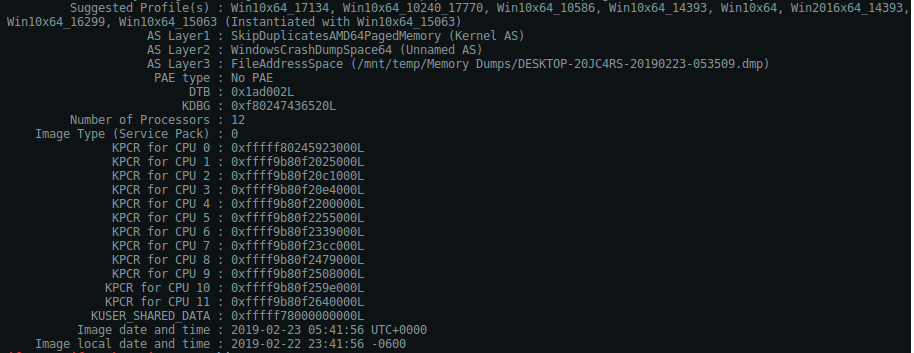 Suggested Profile(s) : Win10x64_17134, Win10x64_10240_17770, Win10x64_10586, Win10x64_14393, Win10x64, Win2016x64_14393,
Win10x64_16299, Win10x64_15063 (Instantiated with Win10x64_15063)
AS Layer1 : SkipDuplicatesAMD64PagedMemory (Kernel AS)
AS Layer2 : WindowsCrashDumpSpace64 (Unnamed AS)
AS Layer3 : FileAddressSpace (/mnt/temp/Memory Dumps/DESKTOP-20JC4RS-20190223-053509.dmp)
PAE type : No PAE
DTB : 0x1ad002L
KDBG : 0xf80247436520L
Number of Processors : 12
Image Type (Service Pack) : 0
KPCR for CPU 0 : 0xfffff80245923000L
KPCR for CPU 1 : 0xffff9b80f2025000L
KPCR for CPU 2 : 0xffff9b80f20c1000L
KPCR for CPU 3 : 0xffff9b80f20e4000L
KPCR for CPU 4 : 0xffff9b80f2200000L
KPCR for CPU 5 : 0xffff9b80f2255000L
KPCR for CPU 6 : 0xffff9b80f2339000L
KPCR for CPU 7 : 0xffff9b80f23cc000L
KPCR for CPU 8 : 0xffff9b80f2479000L
KPCR for CPU 9 : 0xffff9b80f2508000L
KPCR for CPU 10 : 0xffff9b80f259e000L
KPCR for CPU 11 : 0xffff9b80f2640000L
KUSER_SHARED_DATA : 0xfffff78000000000L
Image date and time : 2019-02-23 05:41:56 UTC+0000
Image local date and time : 2019-02-22 23:41:56 -0600